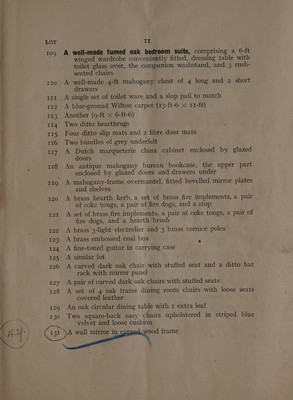 LOT 11
109 A well-made fumed oak bedroom suite, comprising a 6-ft
winged wardrobe conveniently fitted, dressing table with
toilet glass over, the companion washstand, and 3 rush-
seated chairs
110 A well-made 4-ft mahogany chest of 4 long and 2 short
drawers
111 A single set of toilet ware and a slop pail to match
112 A blue-ground Wilton carpet (13-ft-6 × 11-ft)
113 Another (9-ft × 6-ft-6)
114 Two ditto hearthrugs
115 Four ditto slip mats and 2 fibre door mats
116 Two bundles of grey underfelt
117 A Dutch marqueterie china cabinet enclosed by glazed
doors
118 An antique mahogany bureau bookcase, the upper part
enclosed by glazed doors and drawers under
119 A mahogany-frame overmantel, fitted bevelled mirror plates
and shelves
120 A brass hearth kerb, a set of brass fire implements, a pair
of coke tongs, a pair of fire dogs, and a stop
121 A set of brass fire implements, a pair of coke tongs, a pair of
fire dogs, and a hearth brush
122 A brass 3-light electrolier and 3 brass cornice poles
123 A brass embossed coal box
124 A fine-toned guitar in carrying case
125 A similar lot
126 A carved dark oak chair with stuffed seat and a ditto hat
rack with mirror panel
127 A pair of carved dark oak chairs with stuffed seats
128 A set of 4 oak frame dining room chairs with loose seats
covered leather
129 An oak circular dining table with 1 extra leaf
130 Two square-back easy chairs upholstered in striped blue
velvet and loose cushion
131 A wall mirror in carved wood frame